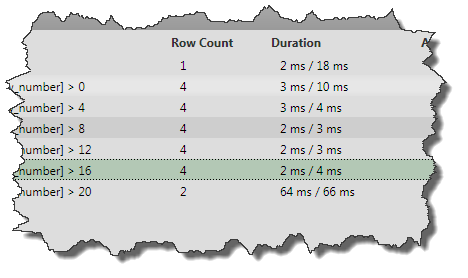 Row Count Duration A
1 2 ms / 18 ms
_number] > 0 4 3 ms / 10 ms
number] > 4 4 3 ms / 4 ms
number] > 8 4 2 ms / 3 ms
number] > 12 4 2 ms / 3 ms
number] > 16 4 2 ms / 4 ms
number] > 20 2 64 ms / 66 ms